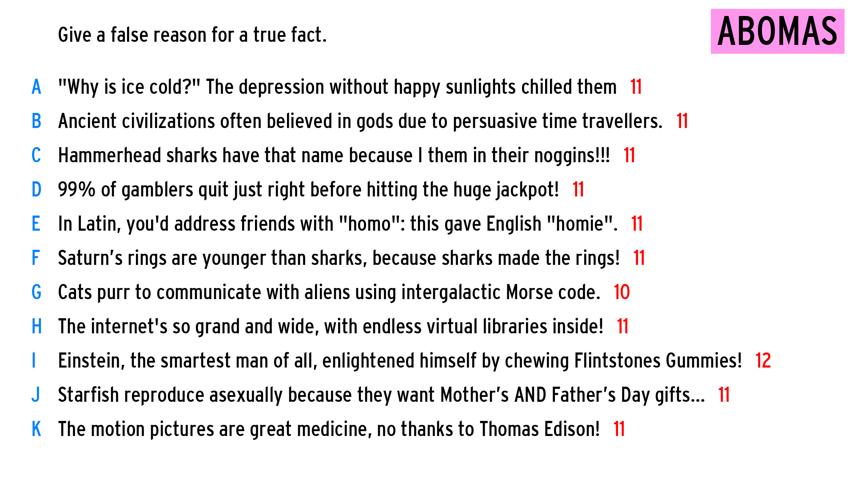 Give a false reason for a true fact.
ABOMAS
A "Why is ice cold?" The depression without happy sunlights chilled them 11
B Ancient civilizations often believed in gods due to persuasive time travellers. 11
C Hammerhead sharks have that name because I them in their noggins!!! 11
D 99% of gamblers quit just right before hitting the huge jackpot! 11
E In Latin, you'd address friends with "homo": this gave English "homie". 11
F Saturn's rings are younger than sharks, because sharks made the rings! 11
G Cats purr to communicate with aliens using intergalactic Morse code. 10
H The internet's so grand and wide, with endless virtual libraries inside! 11
I Einstein, the smartest man of all, enlightened himself by chewing Flintstones Gummies! 12
J Starfish reproduce asexually because they want Mother's AND Father's Day gifts... 11
K The motion pictures are great medicine, no thanks to Thomas Edison! 11